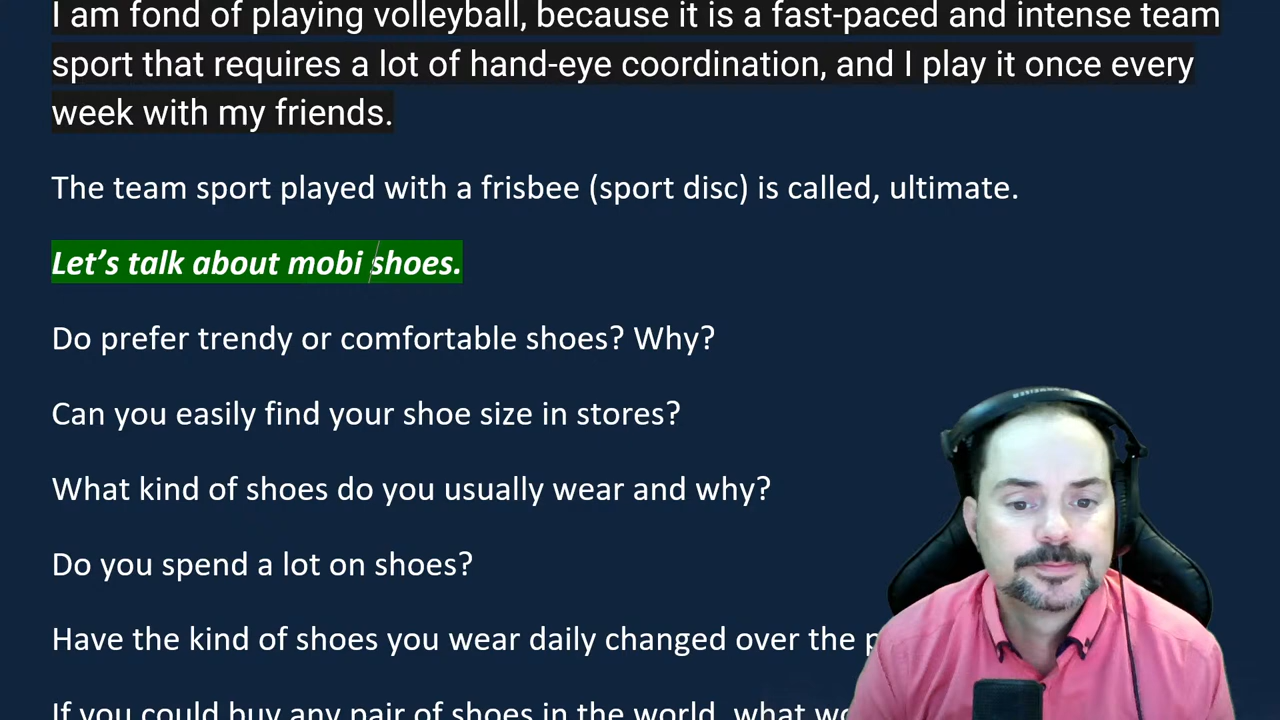 I am fond of playing volleyball, because it is a fast-paced and intense team
sport that requires a lot of hand-eye coordination, and I play it once every
week with my friends.
The team sport played with a frisbee (sport disc) is called, ultimate.
Let's talk about mobi shoes.
Do prefer trendy or comfortable shoes? Why?
Can you easily find your shoe size in stores?
What kind of shoes do you usually wear and why?
Do you spend a lot on shoes?
Have the kind of shoes you wear daily changed over the
If you could buy any pair of shoes in the world, what